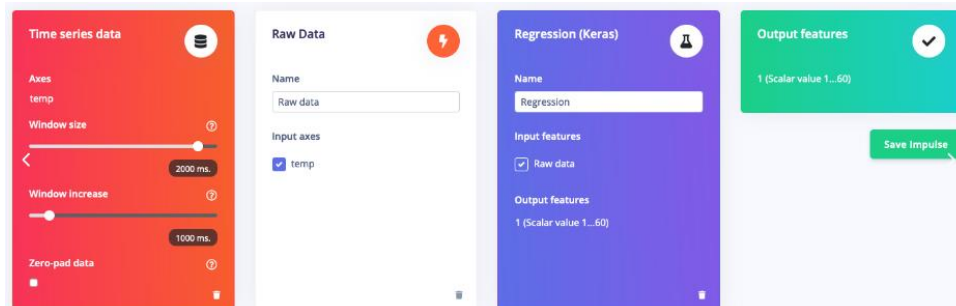 Time series data
Axes
temp
Window size
2000 ms.
Window increase
1000 ms.
Zero-pad data
Raw Data
Name
Raw data
Input axes
temp
Regression (Keras)
Name
Regression
Input features
Raw data
Output features
1 (Scalar value 1...60)
Output features
1 (Scalar value 1...60)
Save Impulse